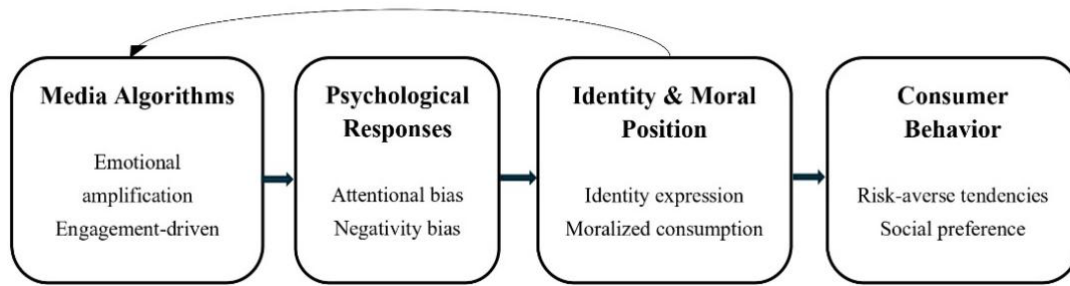 Media Algorithms
Emotional
amplification
Engagement-driven
Psychological
Responses
Attentional bias
Negativity bias
Identity & Moral
Position
Identity expression
Moralized consumption
Consumer
Behavior
Risk-averse tendencies
Social preference